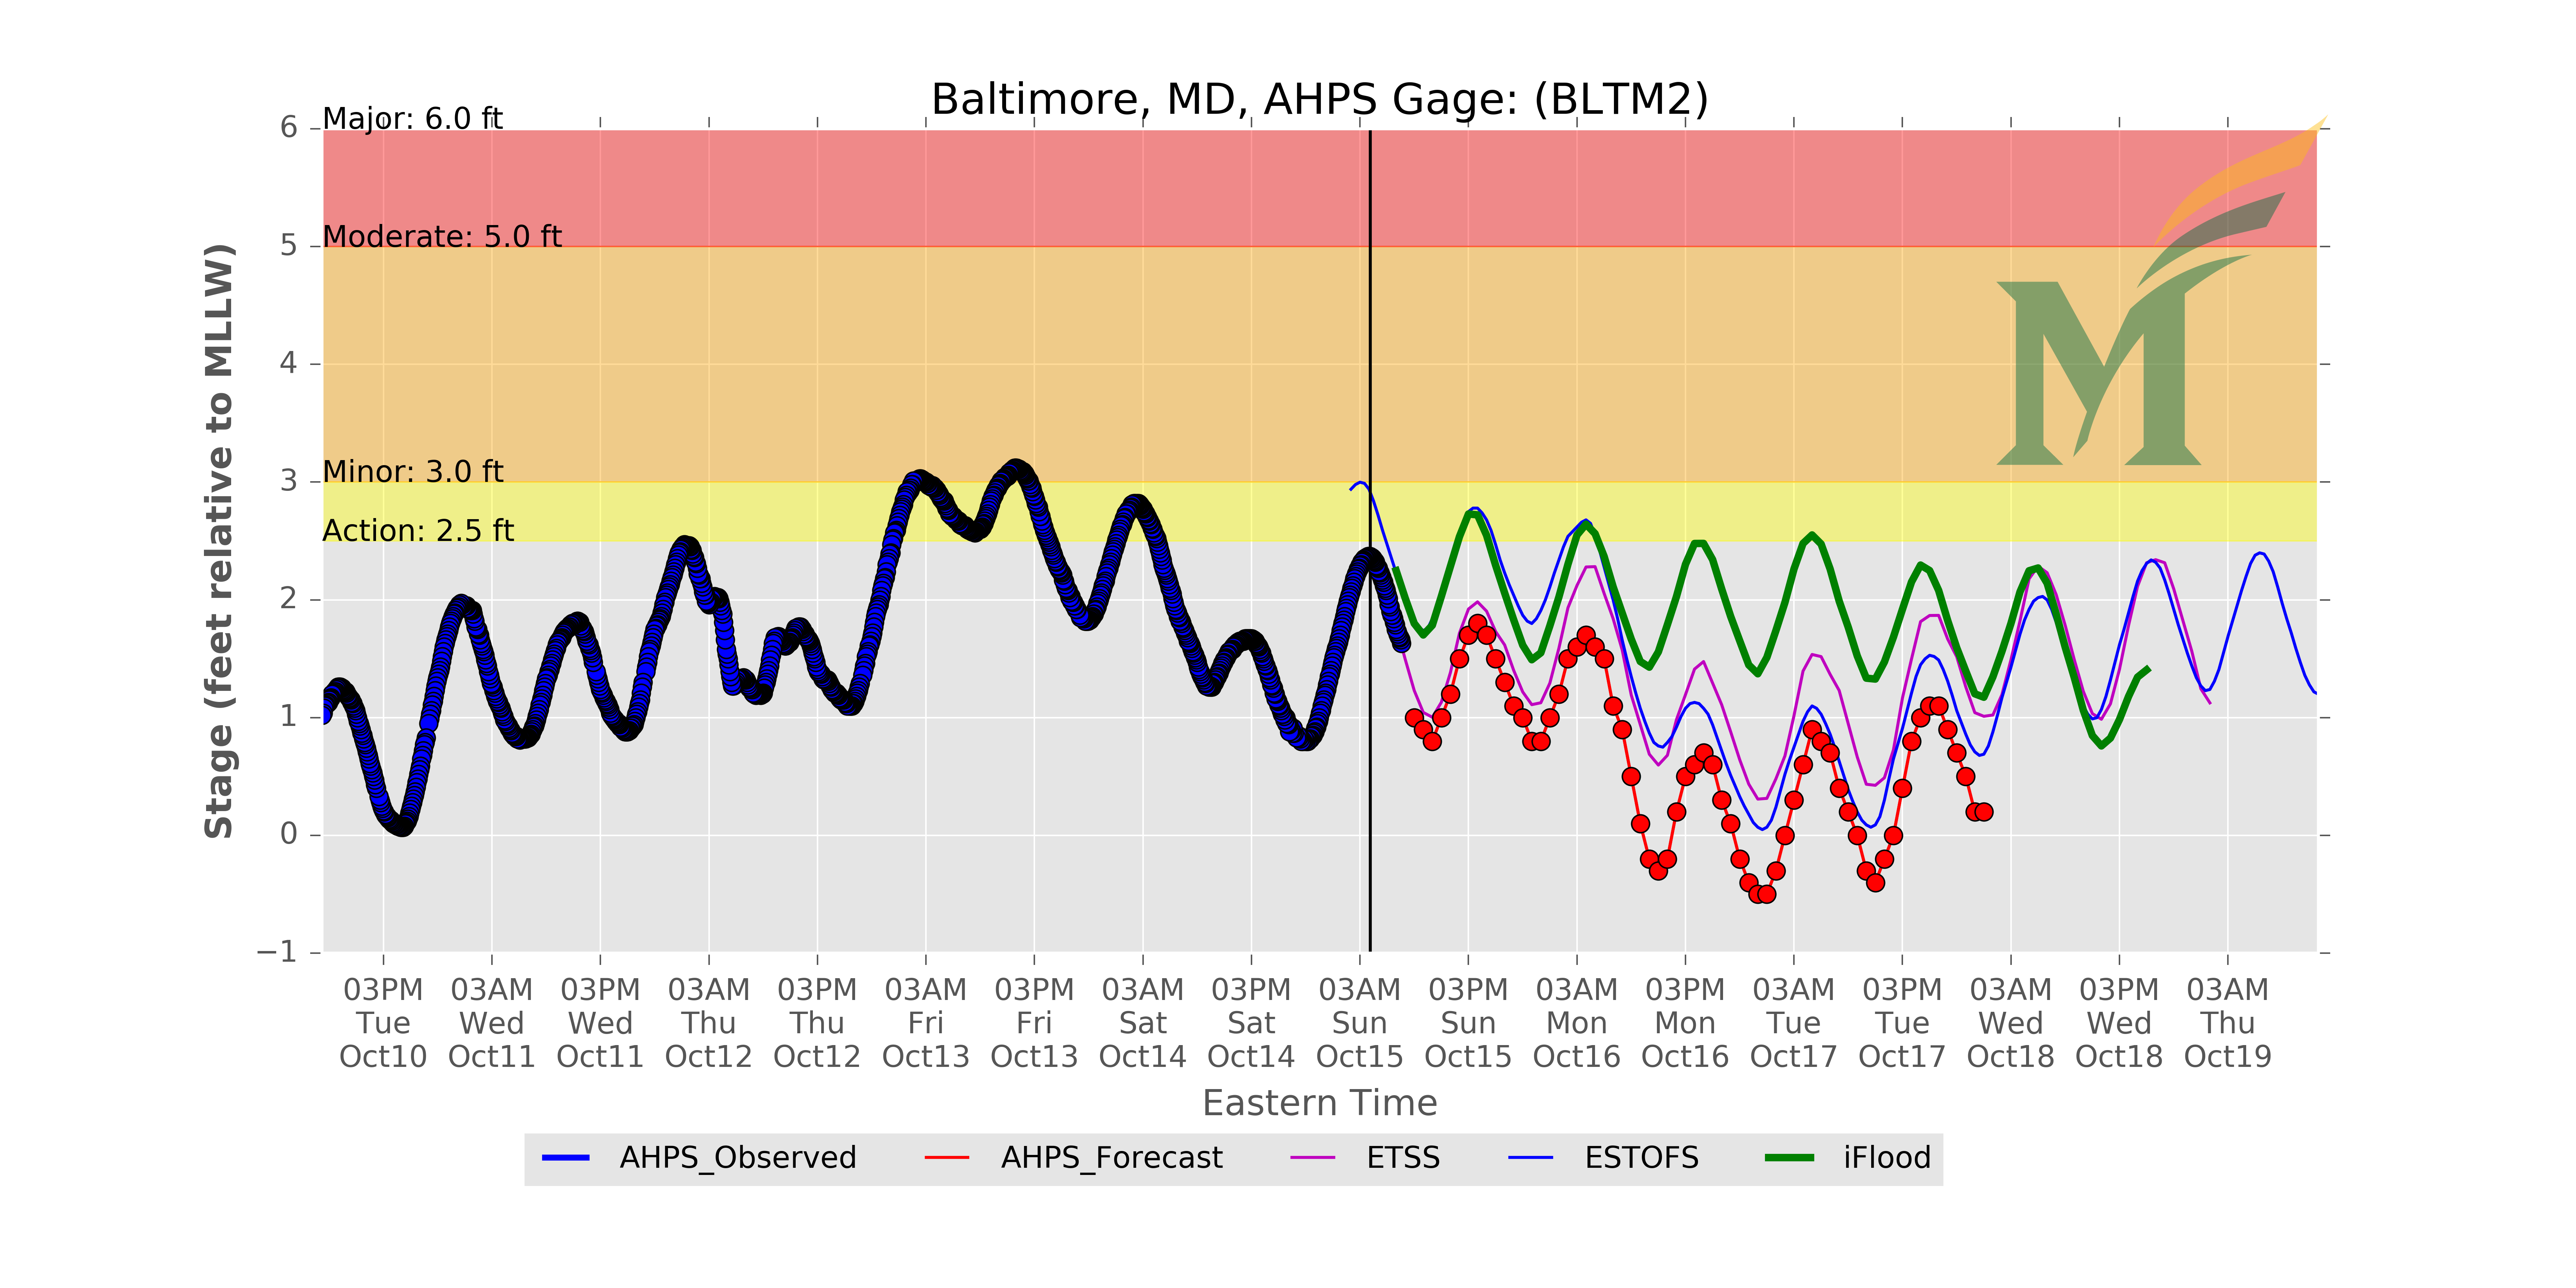 Baltimore, MD, AHPS Gage: (BLTM2)
Major: 6.0 ft
Moderate: 5.0 ft
Minor: 3.0 ft
Action: 2.5 ft
6
5
4
3
2
1
0
−1
Stage (feet relative to MLLW)
M
03PM 03AM 03PM 03AM 03PM 03AM 03PM 03AM 03PM 03AM 03PM 03AM 03PM 03AM 03PM 03AM 03PM 03AM
Tue Wed Wed Thu Thu Fri Fri Sat Sat Sun Sun Mon Mon Tue Tue Wed Wed Thu
Oct10 Oct11 Oct11 Oct12 Oct12 Oct13 Oct13 Oct14 Oct14 Oct15 Oct15 Oct16 Oct16 Oct17 Oct17 Oct18 Oct18 Oct19
Eastern Time
AHPS_Observed AHPS_Forecast ETSS ESTOFS iFlood